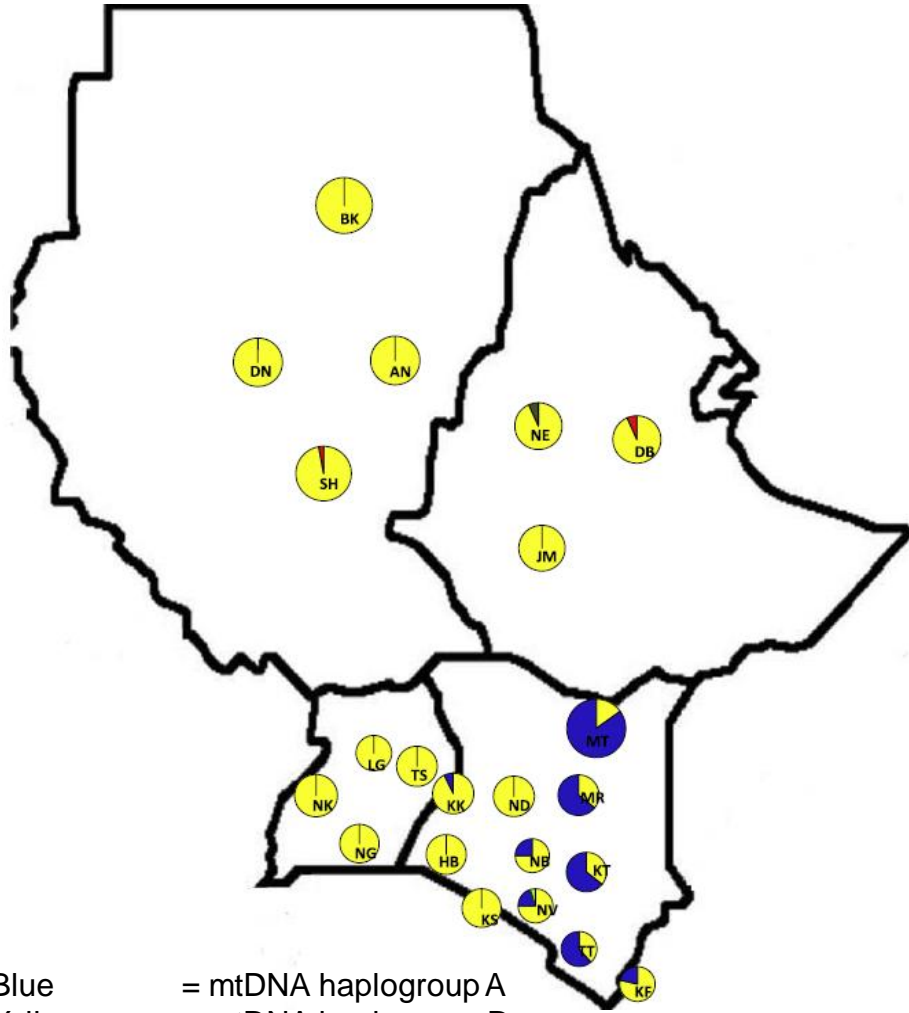 BK
DN
AN
NE
DB
SH
JM
MT
LG
TS
NK
KK
ND
MR
NG
HB
NB
KT
KS
NV
TT
KF
Blue = mtDNA haplogroup A